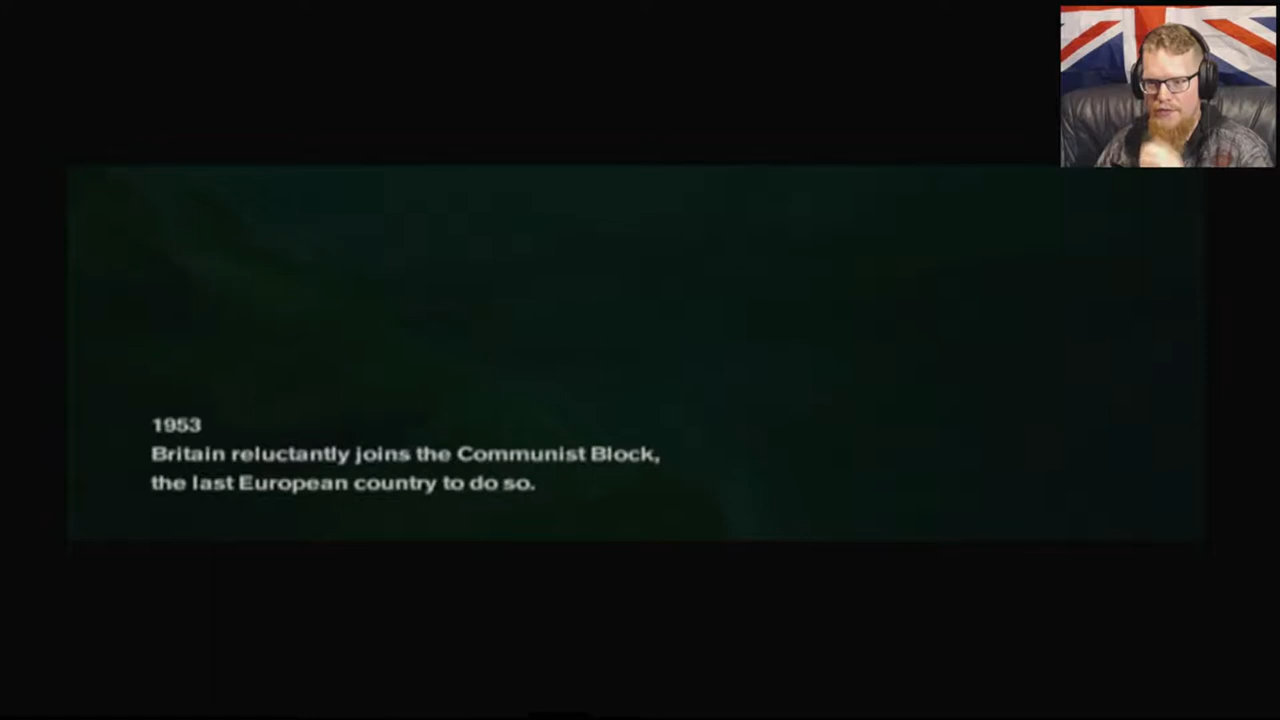 1953
Britain reluctantly joins the Communist Block,
the last European country to do so.